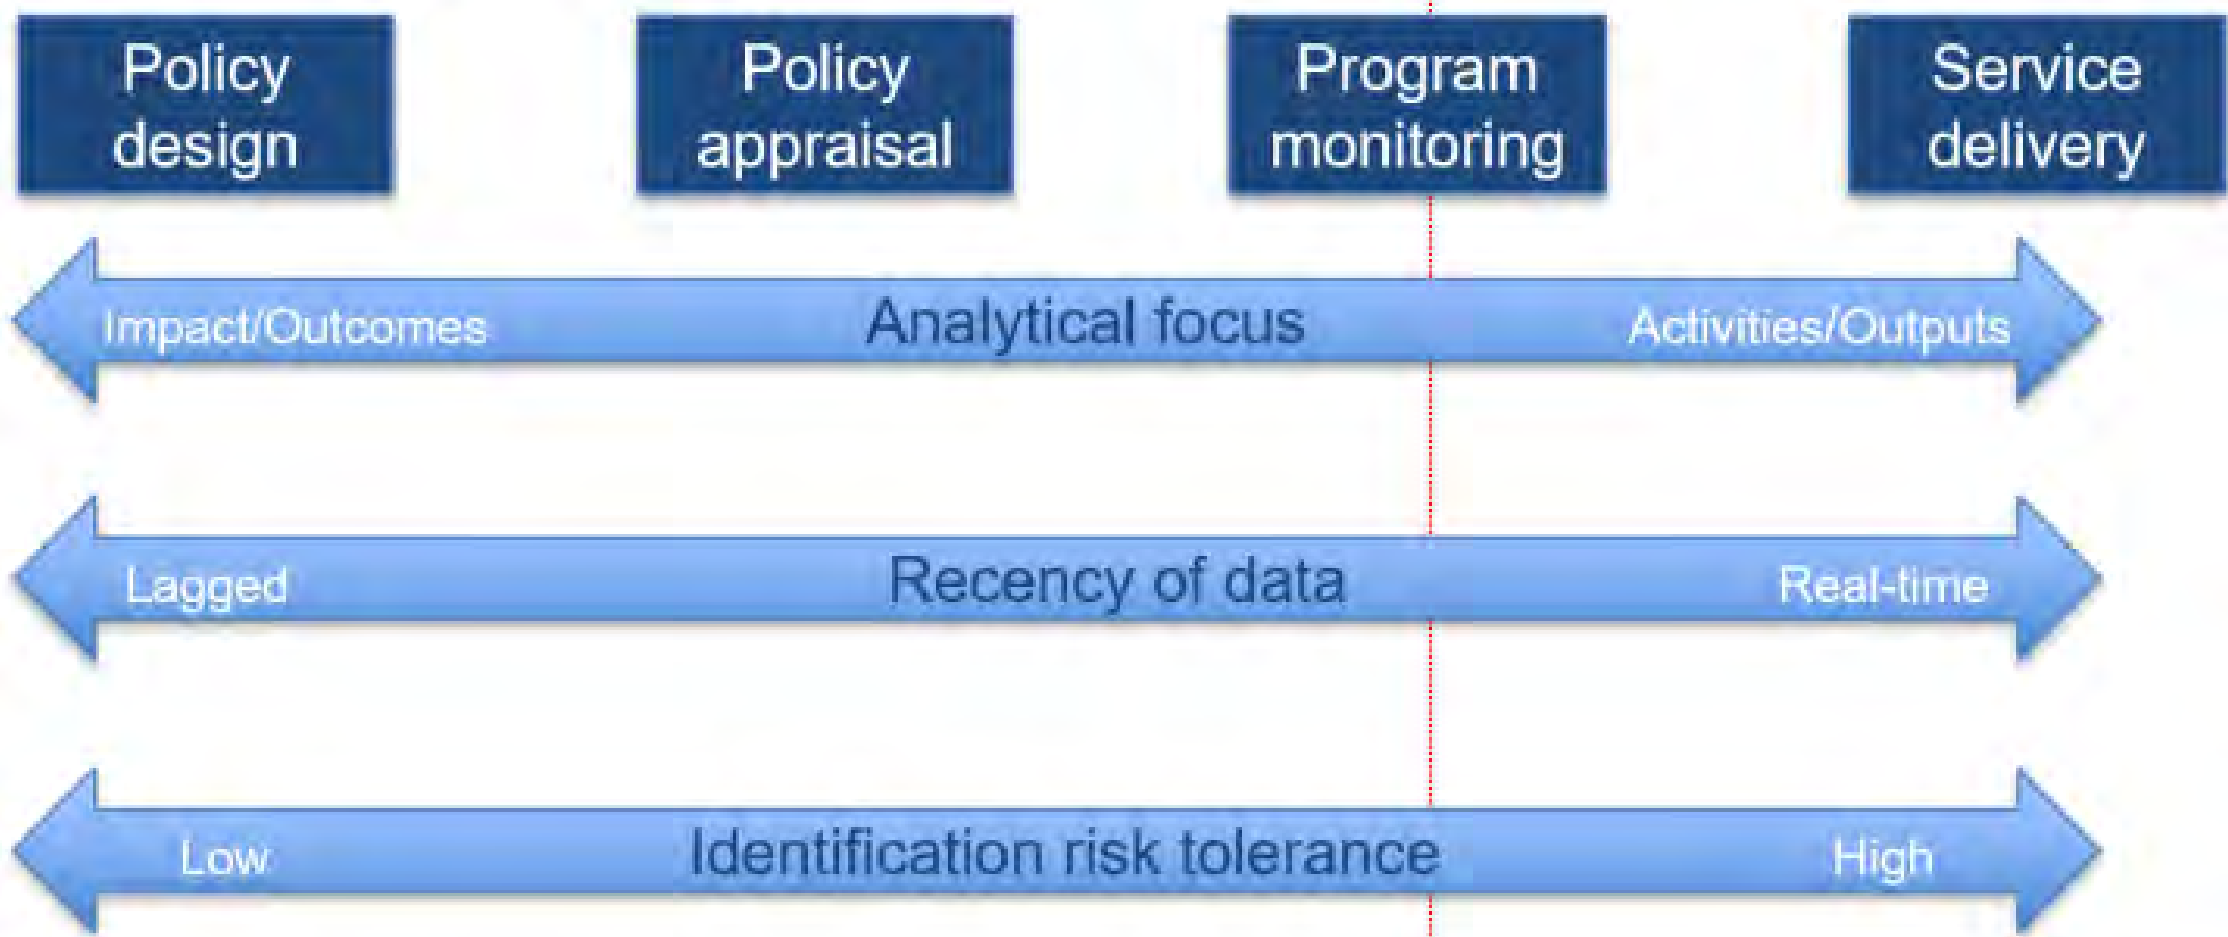 Policy
design
Policy
appraisal
Program
monitoring
Service
delivery
Impact/Outcomes Analytical focus Activities/Outputs
Lagged Recency of data Real-time
Low Identification risk tolerance High